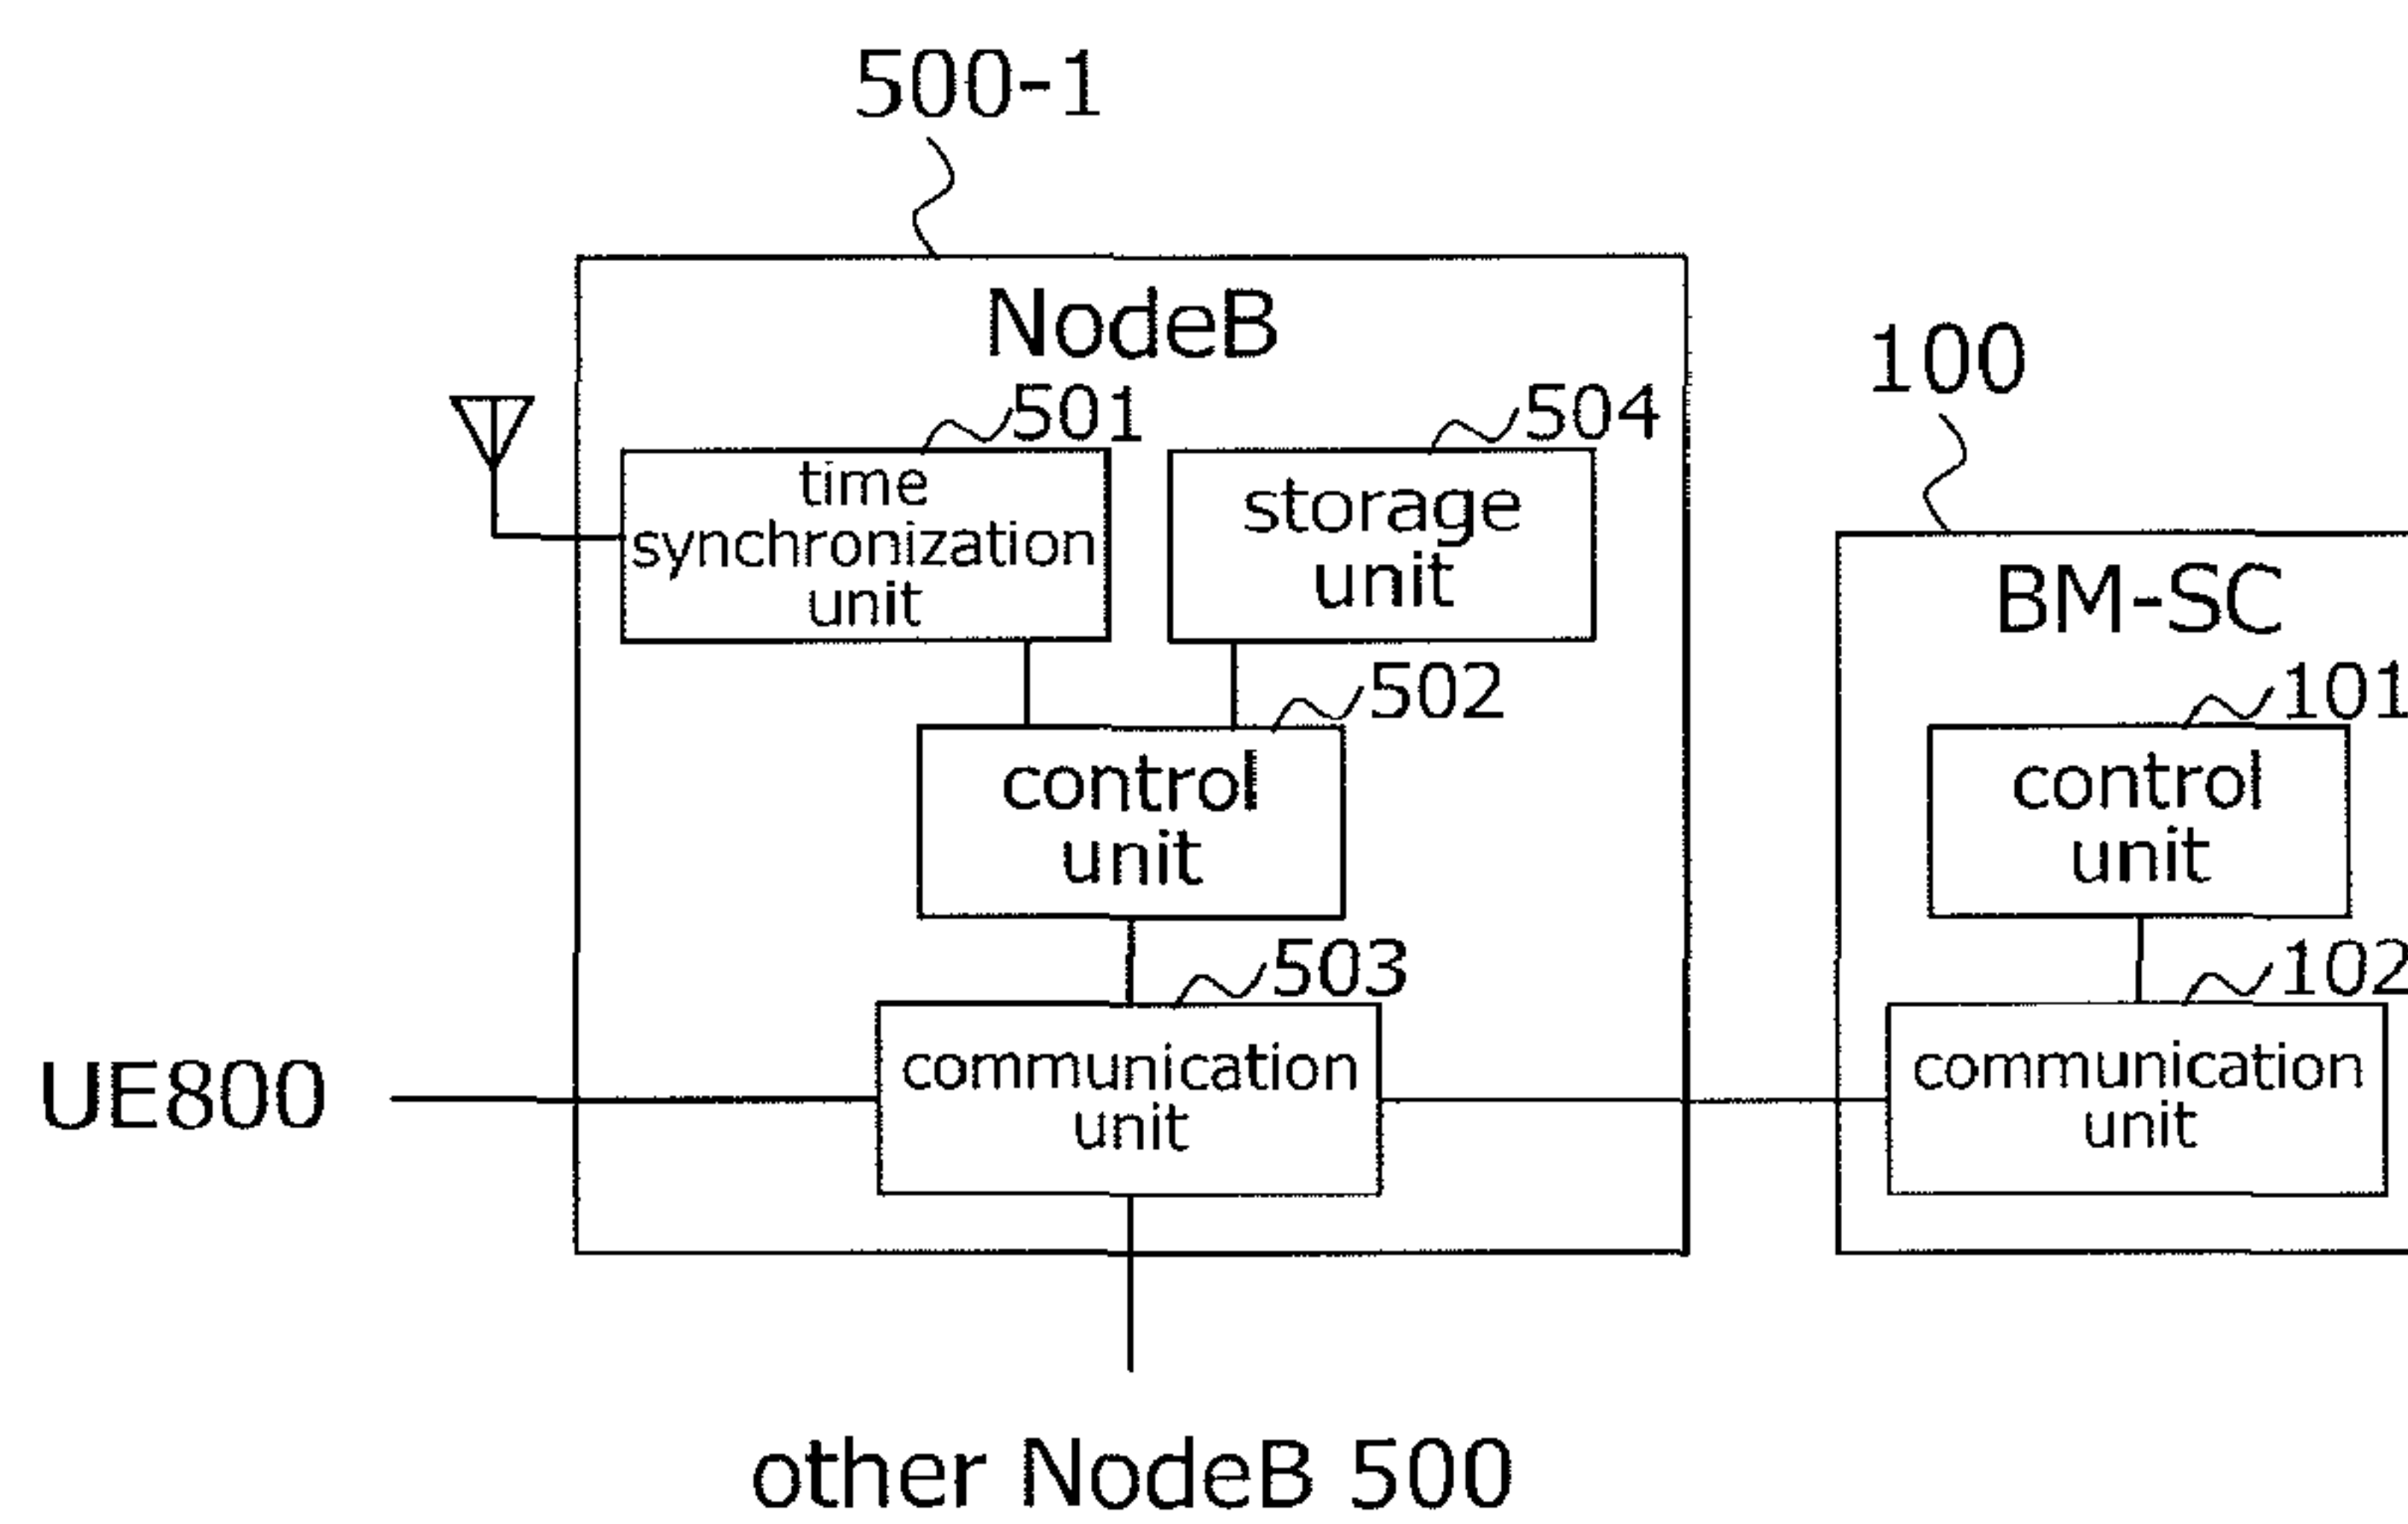 500-1
NodeB
100
501
504
time
synchronization
unit
storage
unit
BM-SC
502
101
control
unit
control
unit
503
102
communication
unit
communication
unit
UE800
other NodeB 500